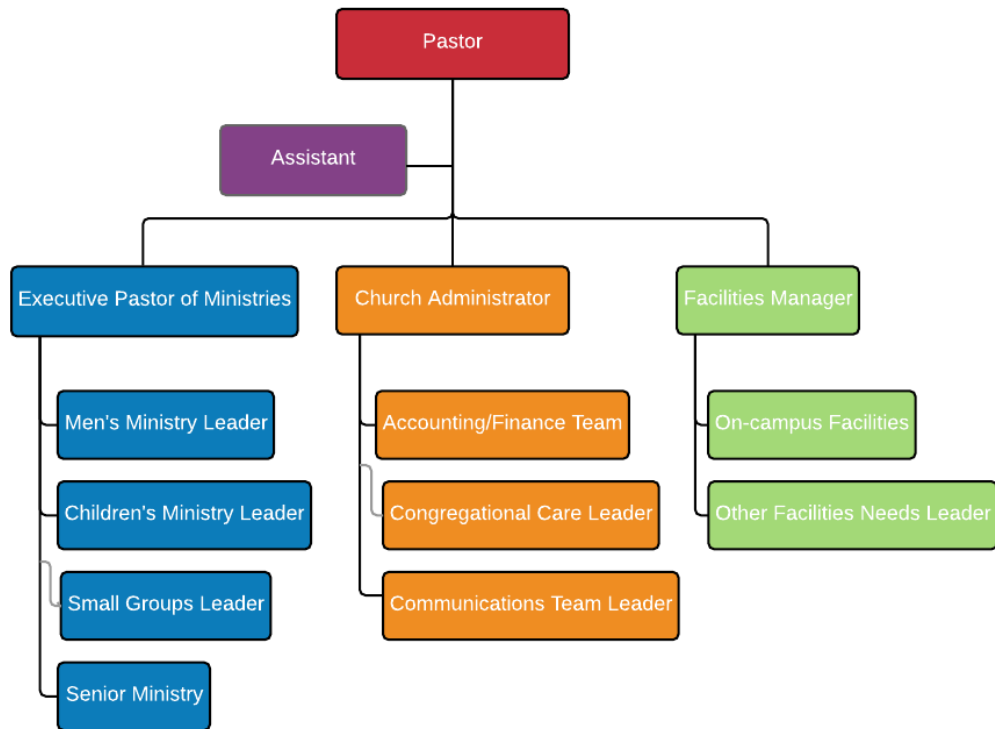 Pastor
Assistant
Executive Pastor of Ministries
Church Administrator
Facilities Manager
Men's Ministry Leader
Accounting/Finance Team
On-campus Facilities
Children's Ministry Leader
Congregational Care Leader
Other Facilities Needs Leader
Small Groups Leader
Communications Team Leader
Senior Ministry